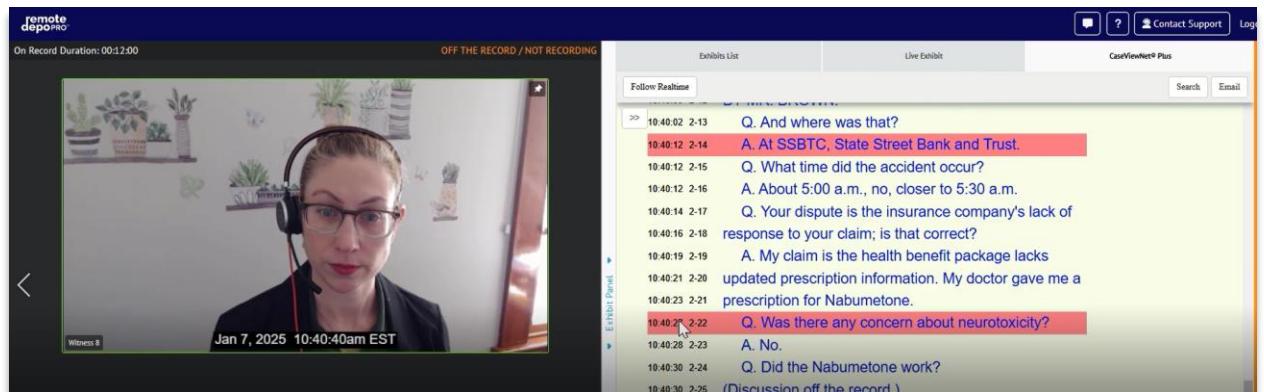 remote
depoPRO
? Contact Support
On Record Duration: 00:12:00
OFF THE RECORD / NOT RECORDING
Exhibits List
Live Exhibit
CaseViewNet® Plus
Follow Realtime
Search
Email
>>
10:40:02 2-13 Q. And where was that?
10:40:12 2-14 A. At SSBTC, State Street Bank and Trust.
10:40:12 2-15 Q. What time did the accident occur?
10:40:12 2-16 A. About 5:00 a.m., no, closer to 5:30 a.m.
10:40:14 2-17 Q. Your dispute is the insurance company's lack of
10:40:16 2-18 response to your claim; is that correct?
10:40:19 2-19 A. My claim is the health benefit package lacks
10:40:21 2-20 updated prescription information. My doctor gave me a
10:40:23 2-21 prescription for Nabumetone.
2-22 Q. Was there any concern about neurotoxicity?
10:40:28 2-23 A. No.
10:40:30 2-24 Q. Did the Nabumetone work?
10:40:30 2-25 (Discussion off the record.)
Exhibit Panel
Witness 8
Jan 7, 2025 10:40:40am EST